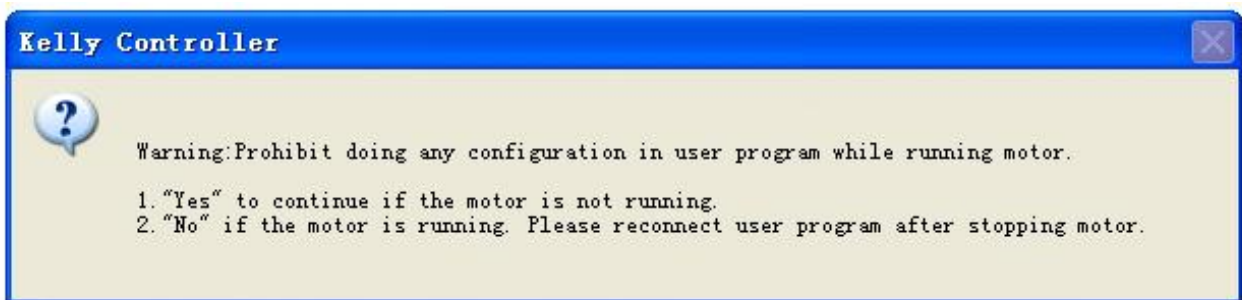 Kelly Controller
?
Warning:Prohibit doing any configuration in user program while running motor.
1."Yes" to continue if the motor is not running.
2."No" if the motor is running. Please reconnect user program after stopping motor.